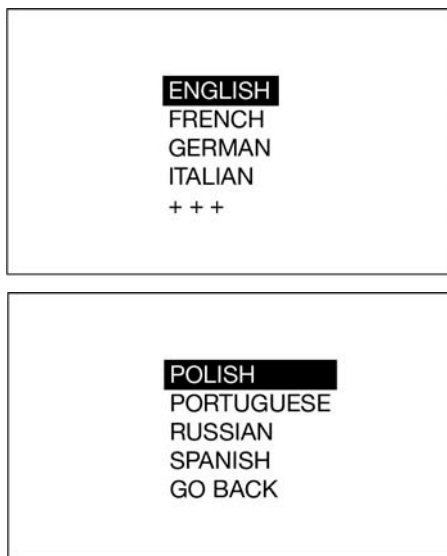 ENGLISH
FRENCH
GERMAN
ITALIAN
+ + +
POLISH
PORTUGUESE
RUSSIAN
SPANISH
GO BACK